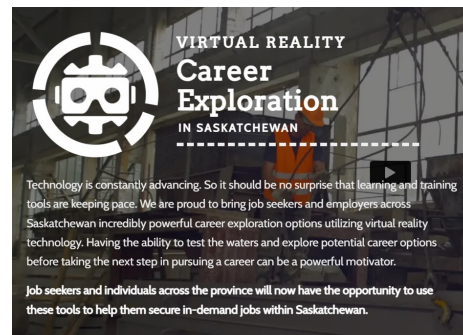 VIRTUAL REALITY
Career
Exploration
IN SASKATCHEWAN
Technology is constantly advancing. So it should be no surprise that learning and training
tools are keeping pace. We are proud to bring job seekers and employers across
Saskatchewan incredibly powerful career exploration options utilizing virtual reality
technology. Having the ability to test the waters and explore potential career options
before taking the next step in pursuing a career can be a powerful motivator.
Job seekers and individuals across the province will now have the opportunity to use
these tools to help them secure in-demand jobs within Saskatchewan.